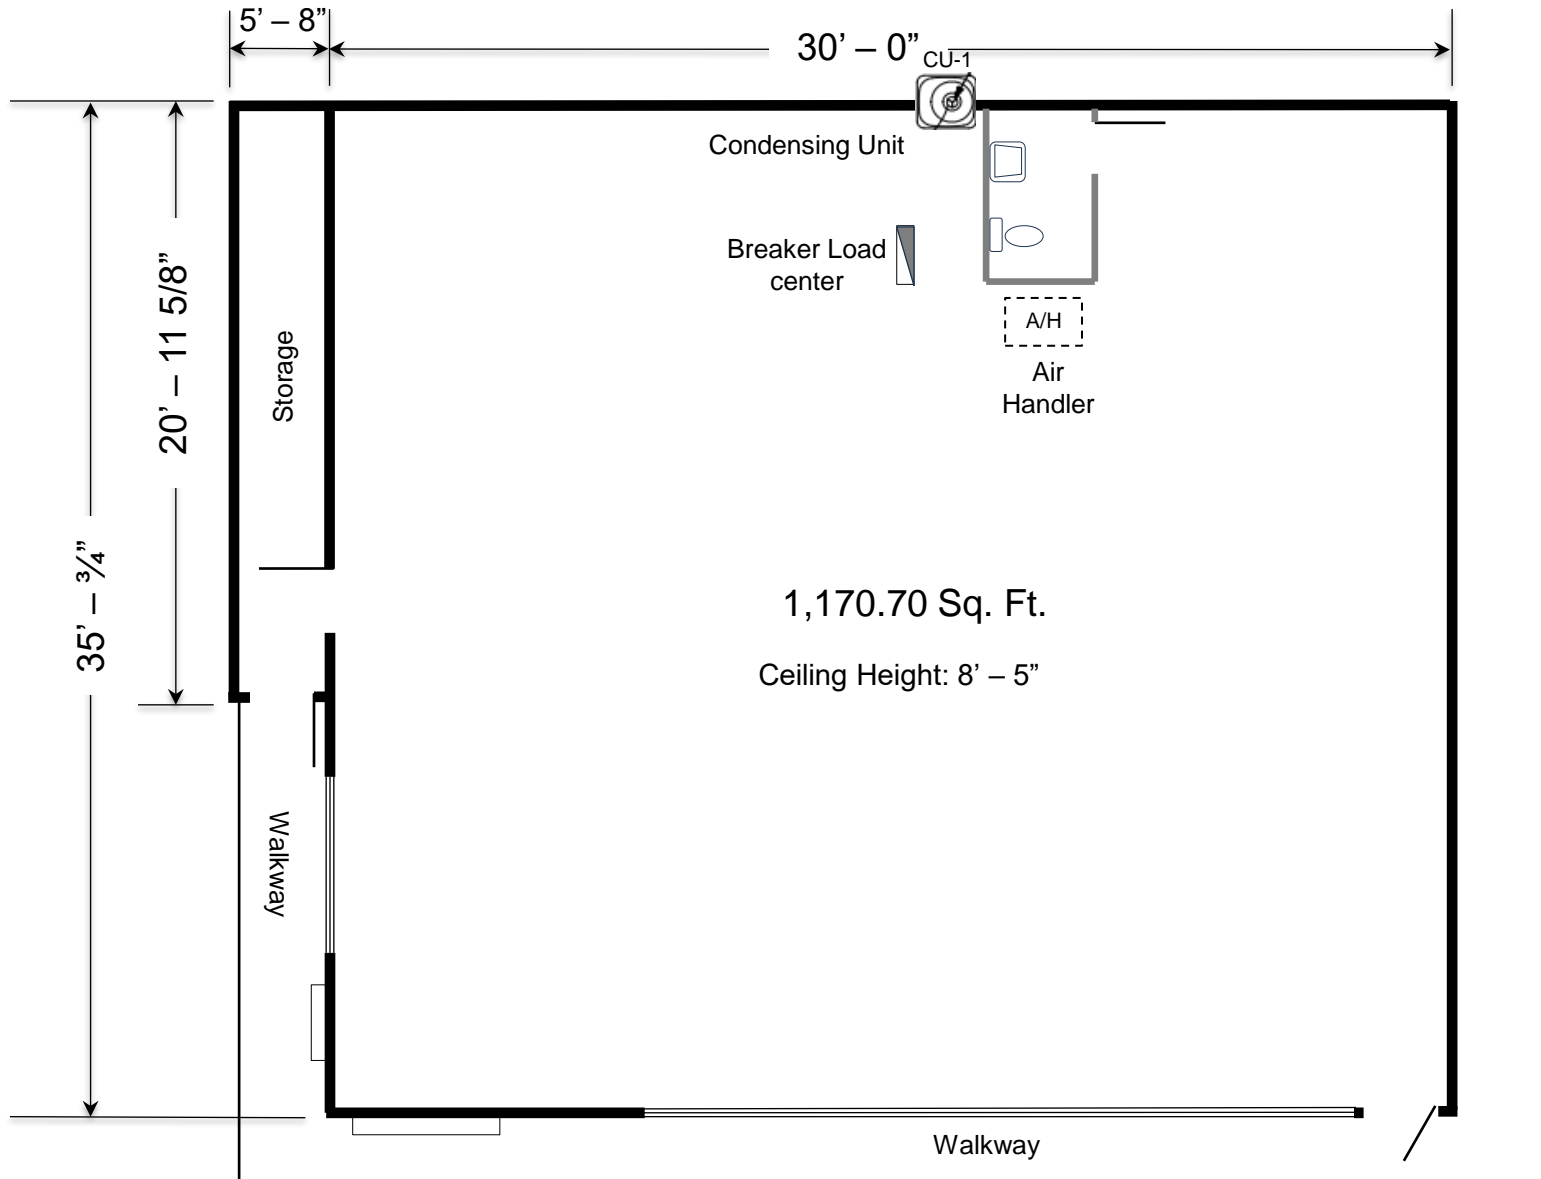 5’ – 8”
30’ – 0”
CU-1
Condensing Unit
Breaker Load
center
A/H
Air
Handler
20’ – 11 5/8”
Storage
35’ – ¾”
1,170.70 Sq. Ft.
Ceiling Height: 8’ – 5”
Walkway
Walkway